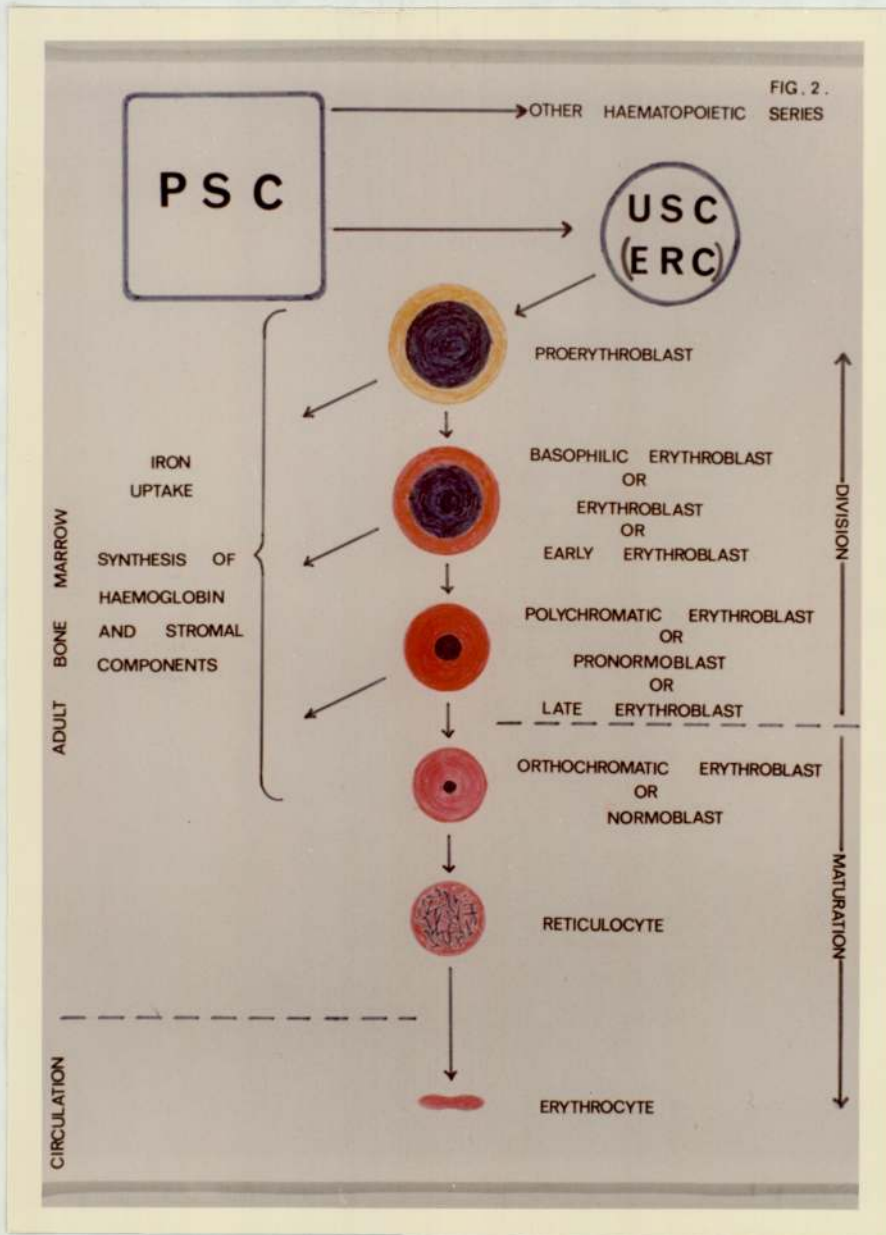 FIG. 2.
OTHER HAEMATOPOIETIC SERIES
PSC
USC
(ERC)
PROERYTHROBLAST
IRON
UPTAKE
SYNTHESIS OF
HAEMOGLOBIN
AND STROMAL
COMPONENTS
BASOPHILIC ERYTHROBLAST
OR
ERYTHROBLAST
OR
EARLY ERYTHROBLAST
POLYCHROMATIC ERYTHROBLAST
OR
PRONORMOBLAST
OR
LATE ERYTHROBLAST
ORTHOCHROMATIC ERYTHROBLAST
OR
NORMOBLAST
RETICULOCYTE
ERYTHROCYTE
ADULT BONE MARROW
CIRCULATION
DIVISION
MATURATION